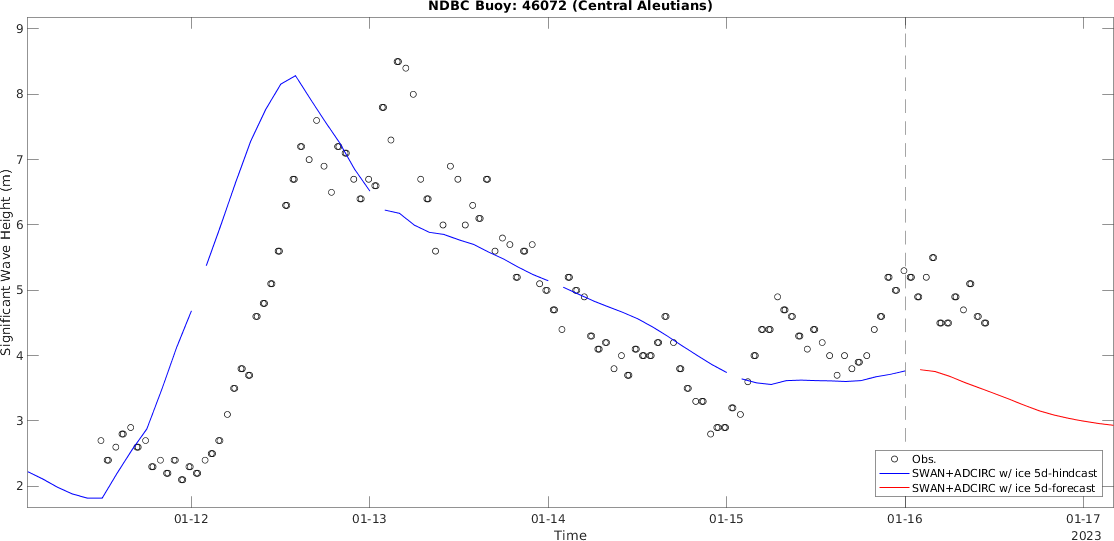 NDBC Buoy: 46072 (Central Aleutians)
9
8
7
6
5
4
3
2
Significant Wave Height (m)
Obs.
SWAN+ADCIRC w/ ice 5d-hindcast
SWAN+ADCIRC w/ ice 5d-forecast
01-12
01-13
01-14
01-15
01-16
01-17
Time
2023